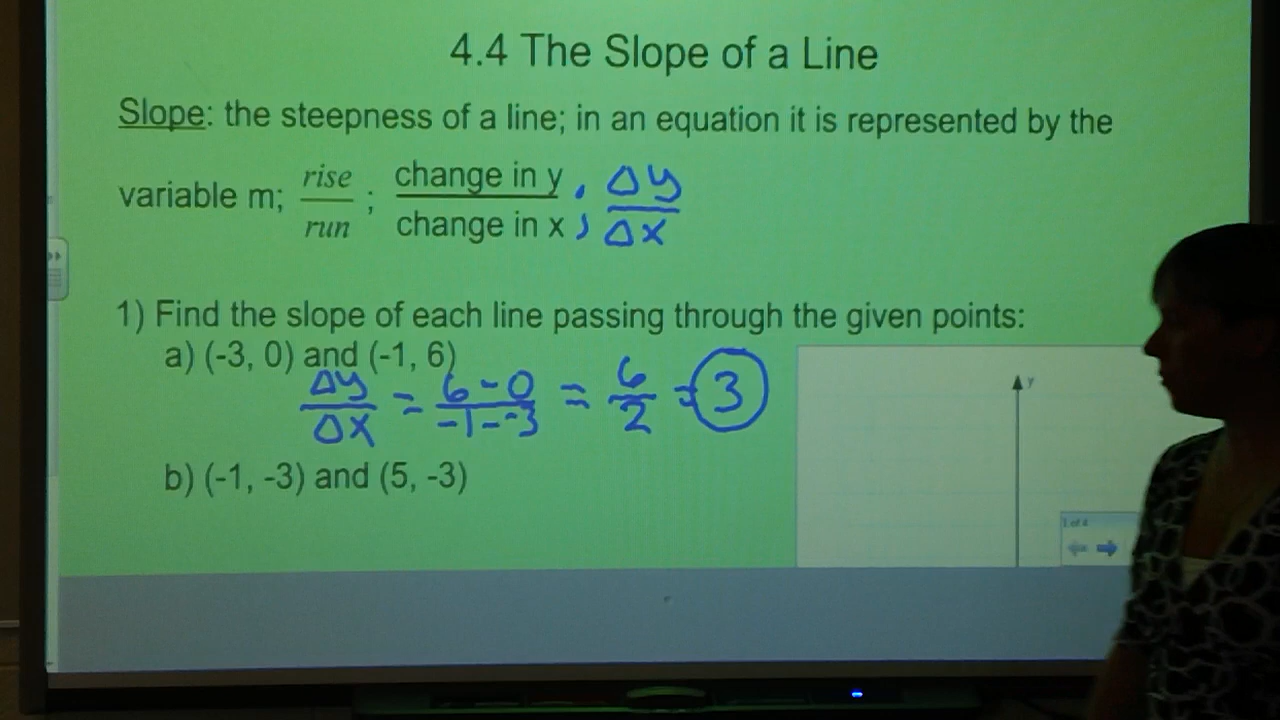 4.4 The Slope of a Line
Slope: the steepness of a line; in an equation it is represented by the
variable m; rise/run ; change in y/change in x ; Δy/Δx
1) Find the slope of each line passing through the given points:
a) (-3, 0) and (-1, 6)
Δy/Δx = 6-0/-1--3 = 6/2 = 3
b) (-1, -3) and (5, -3)
y
1 of 4